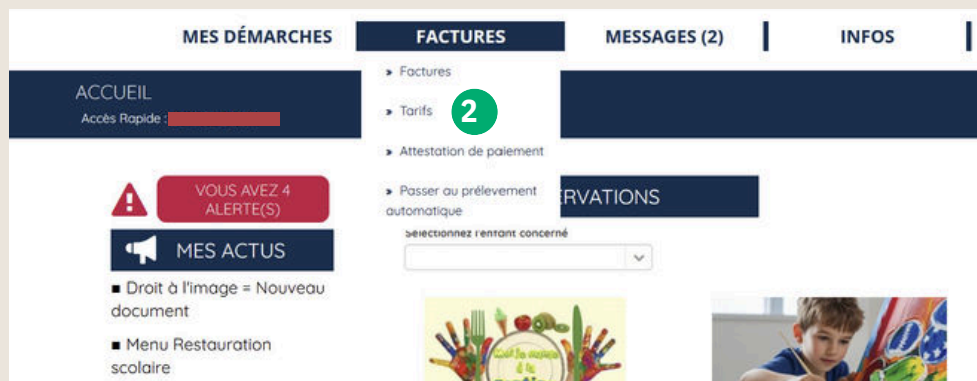 MES DÉMARCHES FACTURES MESSAGES (2) INFOS
» Factures
ACCUEIL
Accès Rapide :
» Tarifs 2
» Attestation de paiement
» Passer au prélevement
automatique
VOUS AVEZ 4
ALERTE(S)
RVATIONS
MES ACTUS
Sélectionnez l'enfant concerné
■ Droit à l'image = Nouveau
document
■ Menu Restauration
scolaire